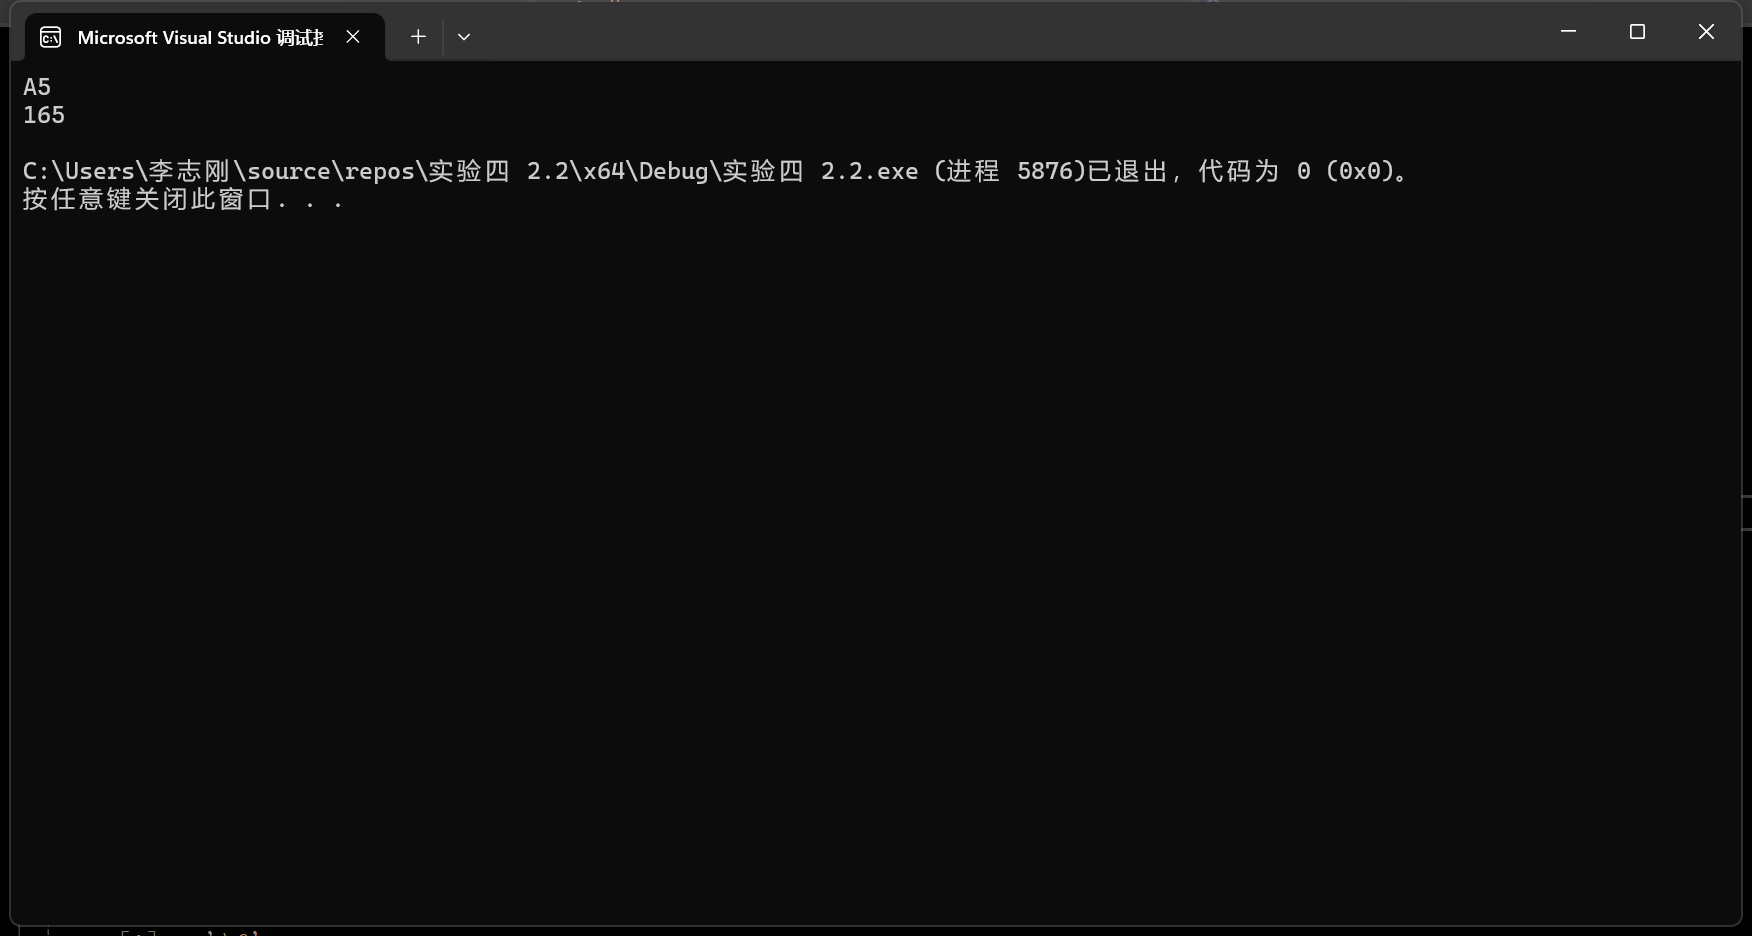 Microsoft Visual Studio 调试
A5
165
C:\Users\李志刚\source\repos\实验四 2.2\x64\Debug\实验四 2.2.exe (进程 5876)已退出，代码为 0 (0x0)。
按任意键关闭此窗口. . .